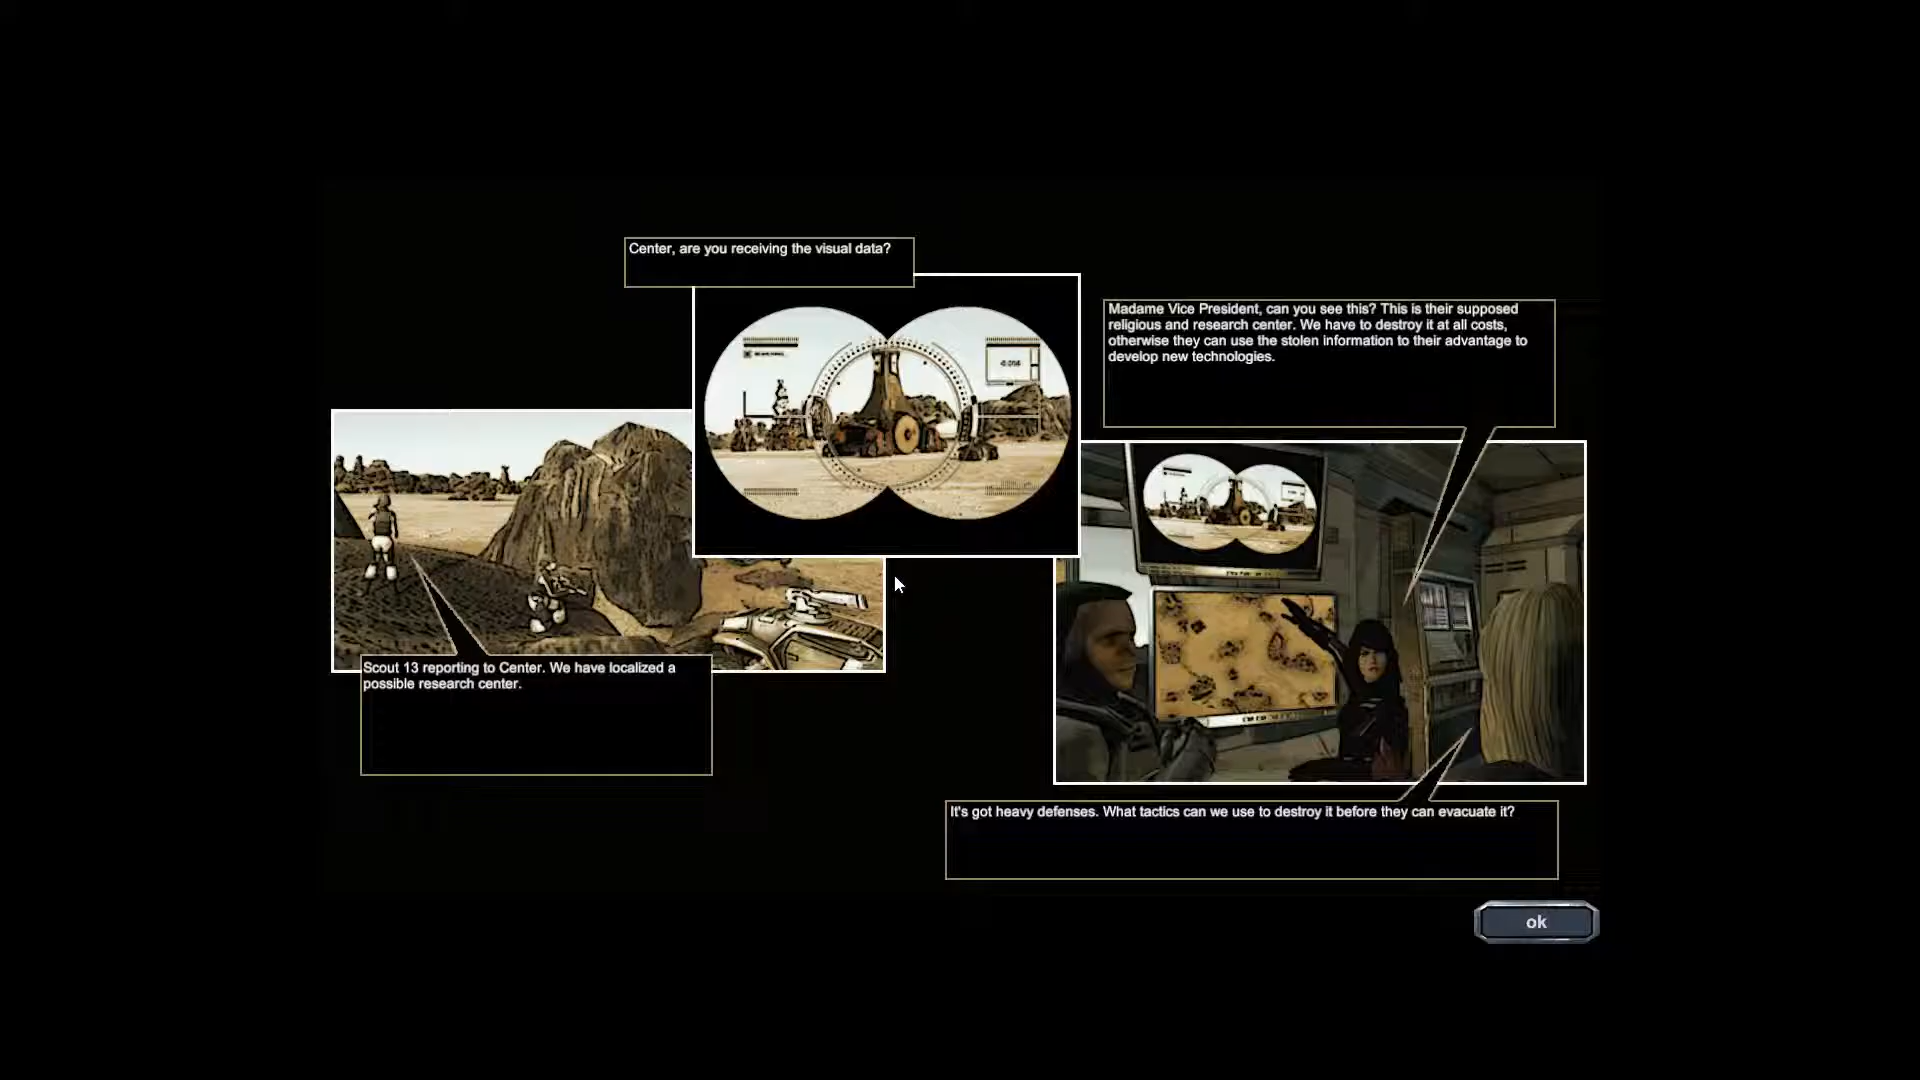 Center, are you receiving the visual data?
Scout 13 reporting to Center. We have localized a
possible research center.
Madame Vice President, can you see this? This is their supposed
religious and research center. We have to destroy it at all costs,
otherwise they can use the stolen information to their advantage to
develop new technologies.
It's got heavy defenses. What tactics can we use to destroy it before they can evacuate it?
ok